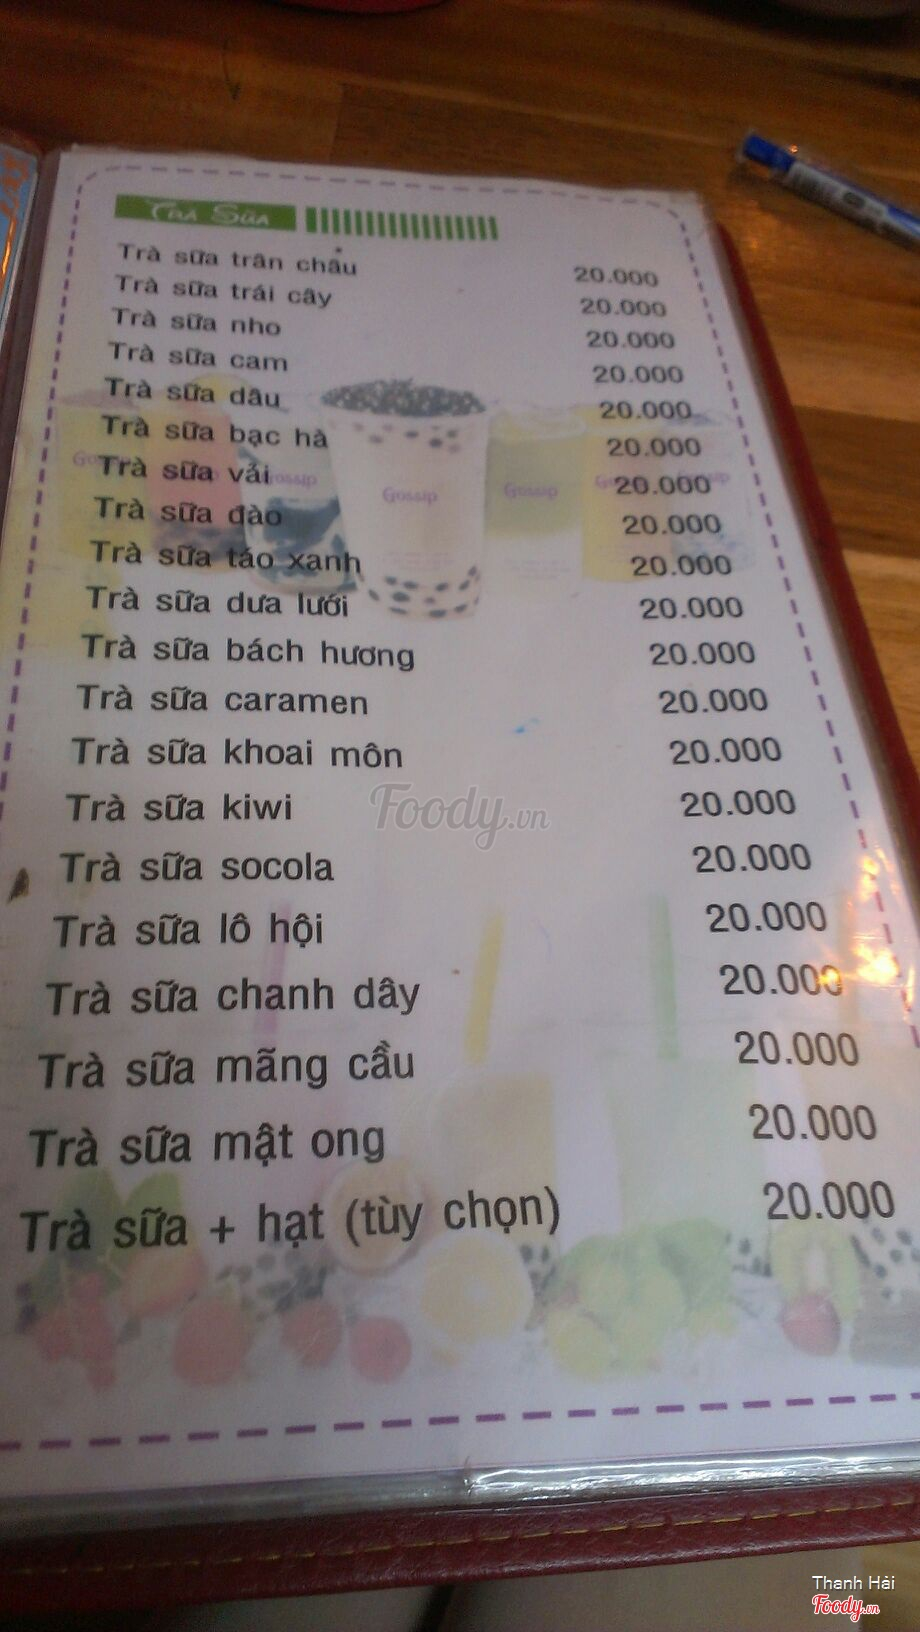 TRÀ SỮA
Trà sữa trân châu 20.000
Trà sữa trái cây 20.000
Trà sữa nho 20.000
Trà sữa cam 20.000
Trà sữa dâu 20.000
Trà sữa bạc hà 20.000
Trà sữa vải 20.000
Trà sữa đào 20.000
Trà sữa táo xanh 20.000
Trà sữa dưa lưới 20.000
Trà sữa bách hương 20.000
Trà sữa caramen 20.000
Trà sữa khoai môn 20.000
Trà sữa kiwi 20.000
Trà sữa socola 20.000
Trà sữa lô hội 20.000
Trà sữa chanh dây 20.000
Trà sữa mãng cầu 20.000
Trà sữa mật ong 20.000
Trà sữa + hạt (tùy chọn) 20.000
Gossip
Gossip
Foody.vn
Thanh Hải
Foody.vn